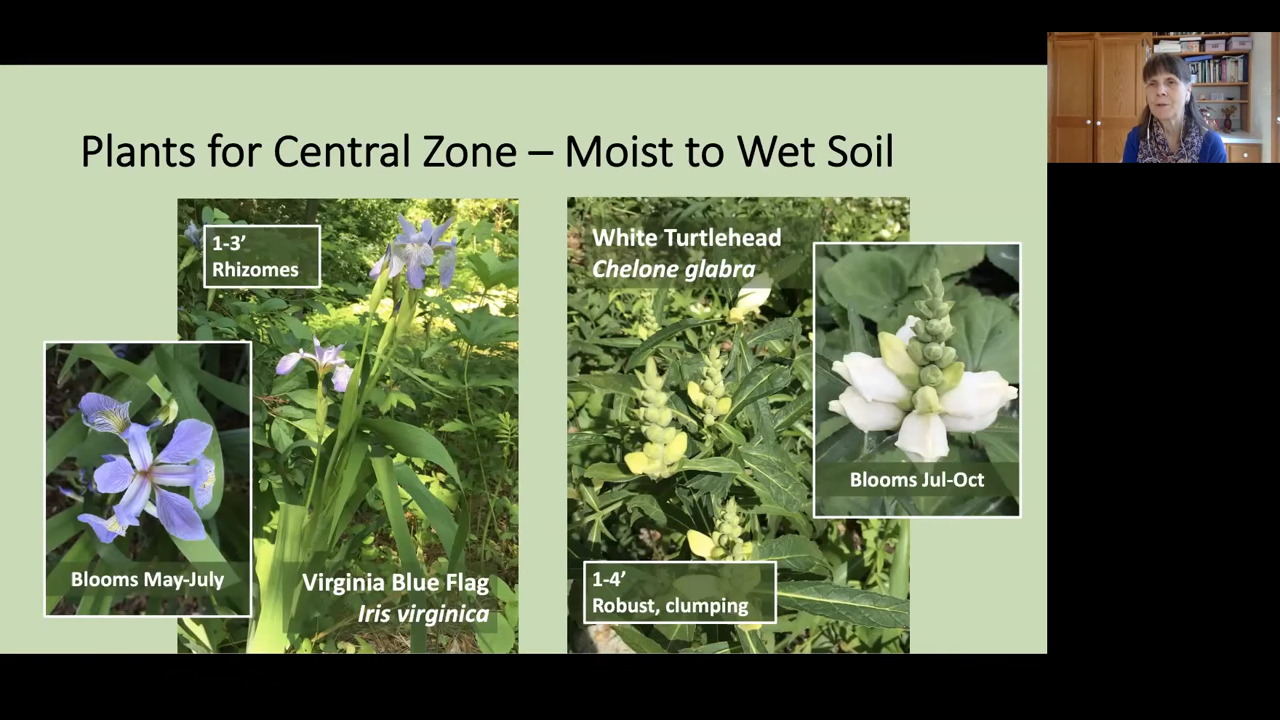 Plants for Central Zone – Moist to Wet Soil
1-3’
Rhizomes
Blooms May-July
Virginia Blue Flag
Iris virginica
White Turtlehead
Chelone glabra
Blooms Jul-Oct
1-4’
Robust, clumping